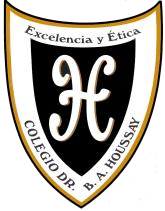 Excelencia y Ética
H
COLEGIO DR. B. A. HOUSSAY